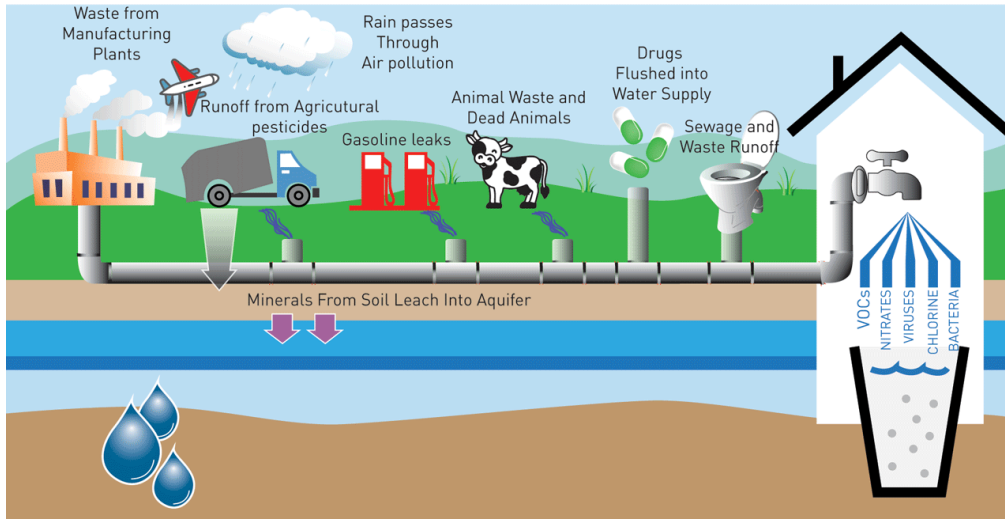 Waste from
Manufacturing
Plants
Rain passes
Through
Air pollution
Runoff from Agricutural
pesticides
Gasoline leaks
Animal Waste and
Dead Animals
Drugs
Flushed into
Water Supply
Sewage and
Waste Runoff
Minerals From Soil Leach Into Aquifer
VOCs
NITRATES
VIRUSES
CHLORINE
BACTERIA